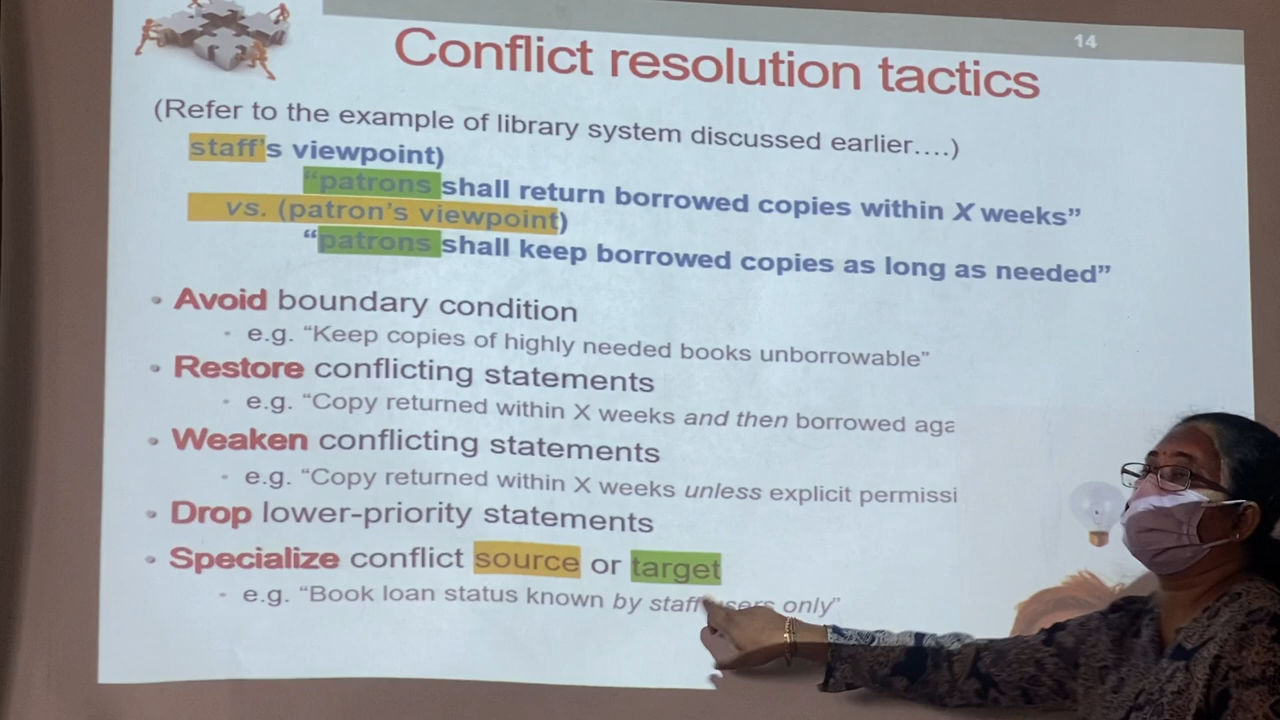 14
Conflict resolution tactics
(Refer to the example of library system discussed earlier....)
staff's viewpoint)
“patrons shall return borrowed copies within X weeks”
vs. (patron's viewpoint)
“patrons shall keep borrowed copies as long as needed”
• Avoid boundary condition
• e.g. “Keep copies of highly needed books unborrowable”
• Restore conflicting statements
• e.g. “Copy returned within X weeks and then borrowed aga
• Weaken conflicting statements
• e.g. “Copy returned within X weeks unless explicit permissi
• Drop lower-priority statements
• Specialize conflict source or target
• e.g. “Book loan status known by staff users only”